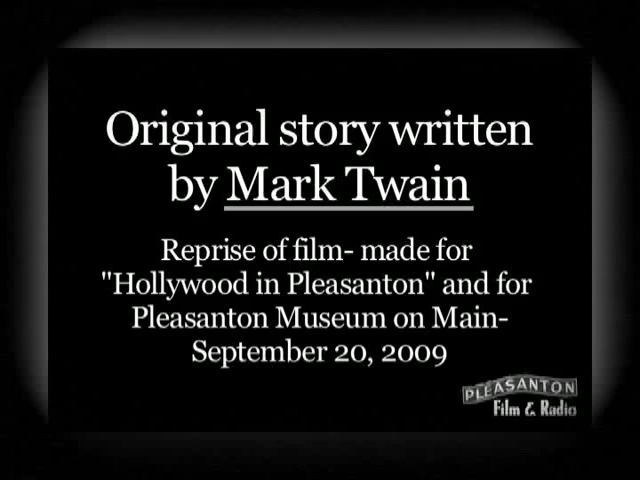 Original story written
by Mark Twain
Reprise of film- made for
"Hollywood in Pleasanton" and for
Pleasanton Museum on Main-
September 20, 2009
PLEASANTON
Film & Radio